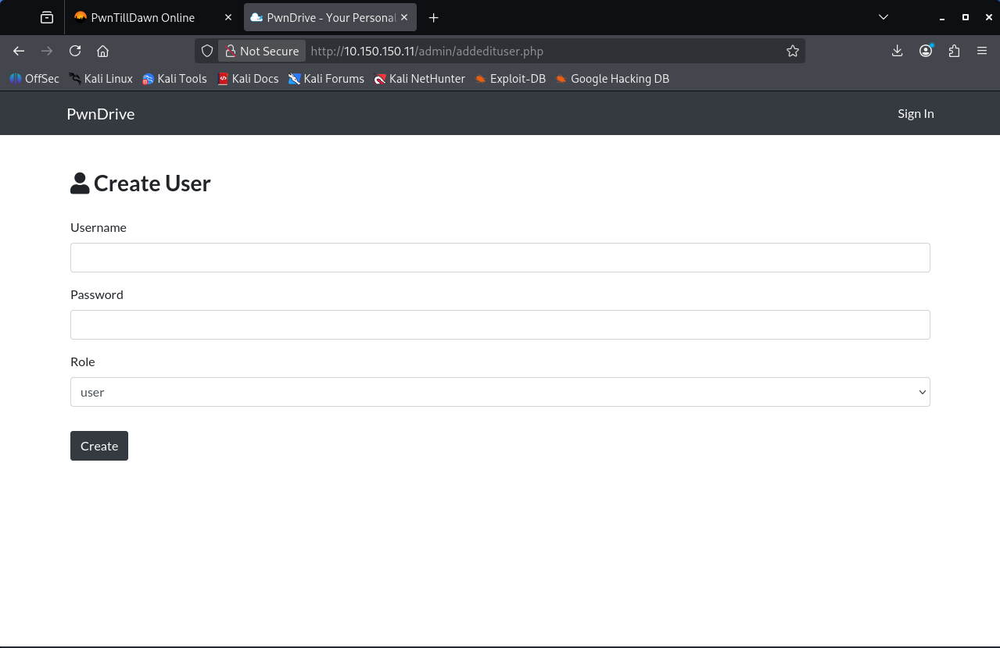 PwnTillDawn Online
PwnDrive - Your Personal
Not Secure http://10.150.150.11/admin/addedituser.php
OffSec Kali Linux Kali Tools Kali Docs Kali Forums Kali NetHunter Exploit-DB Google Hacking DB
PwnDrive Sign In
Create User
Username
Password
Role
user
Create